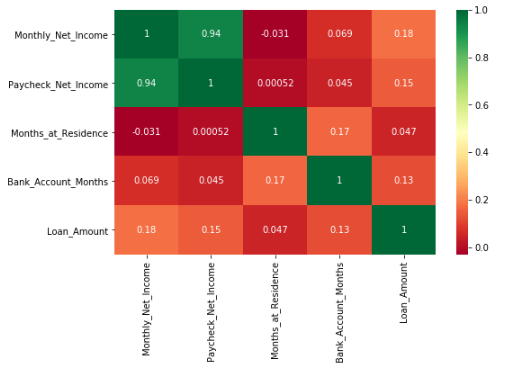 Monthly_Net_Income 1 0.94 -0.031 0.069 0.18
Paycheck_Net_Income 0.94 1 0.00052 0.045 0.15
Months_at_Residence -0.031 0.00052 1 0.17 0.047
Bank_Account_Months 0.069 0.045 0.17 1 0.13
Loan_Amount 0.18 0.15 0.047 0.13 1
Monthly_Net_Income
Paycheck_Net_Income
Months_at_Residence
Bank_Account_Months
Loan_Amount
1.0
0.8
0.6
0.4
0.2
0.0